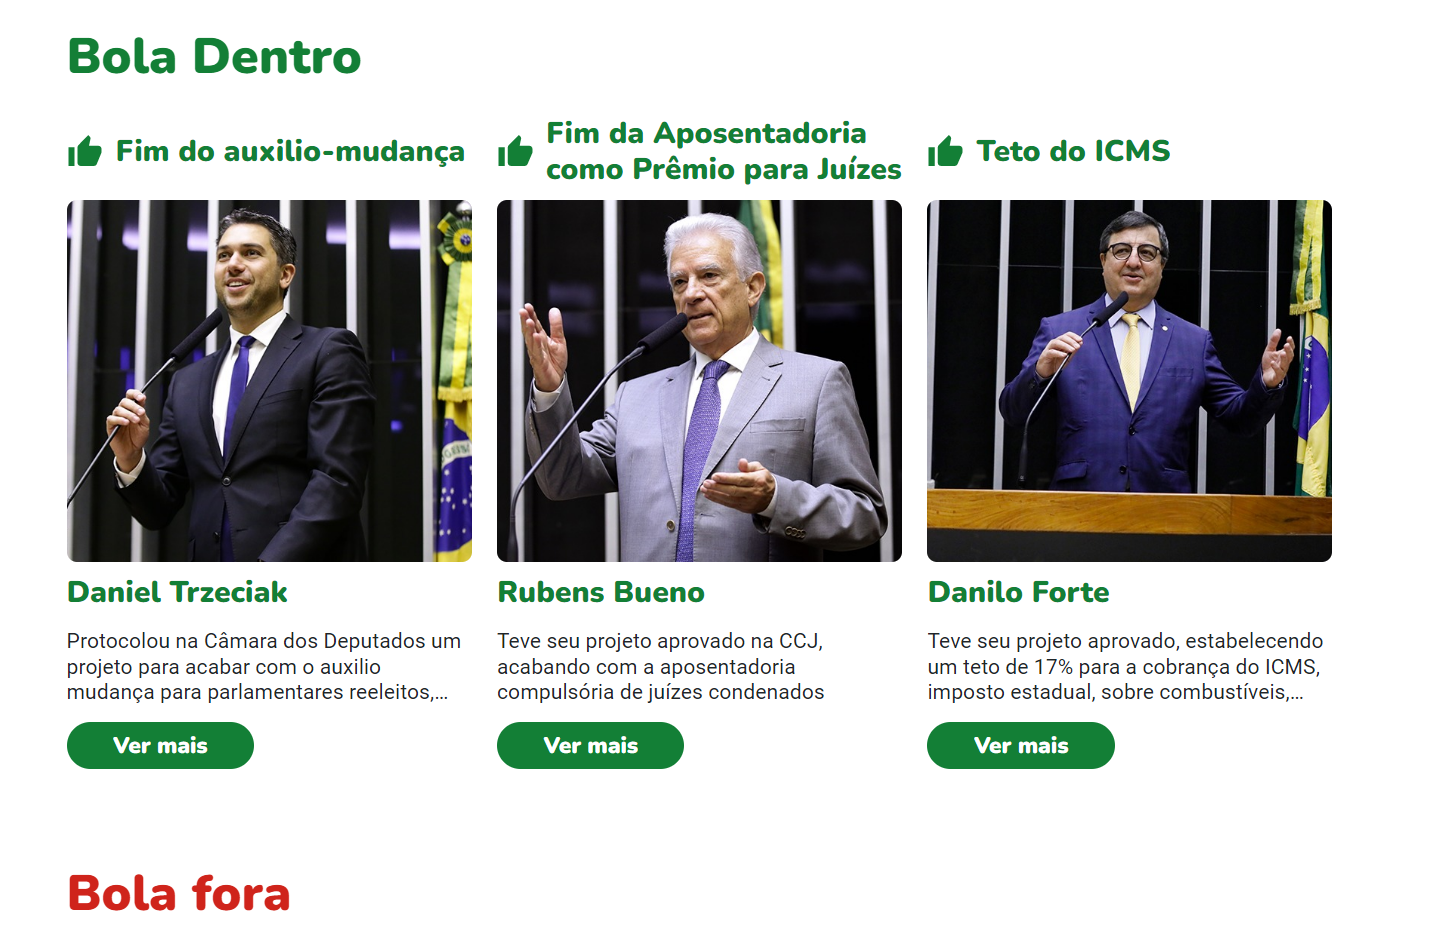 Bola Dentro
Fim do auxilio-mudança
Fim da Aposentadoria
como Prêmio para Juízes
Teto do ICMS
Daniel Trzeciak
Protocolou na Câmara dos Deputados um
projeto para acabar com o auxilio
mudança para parlamentares reeleitos,...
Ver mais
Rubens Bueno
Teve seu projeto aprovado na CCJ,
acabando com a aposentadoria
compulsória de juízes condenados
Ver mais
Danilo Forte
Teve seu projeto aprovado, estabelecendo
um teto de 17% para a cobrança do ICMS,
imposto estadual, sobre combustíveis,...
Ver mais
Bola fora